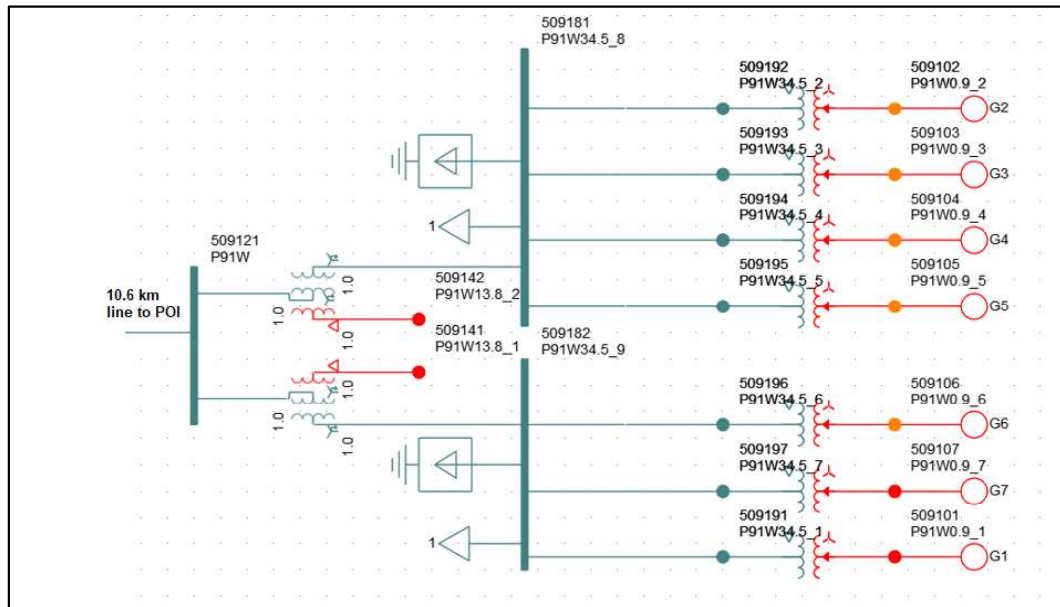 509181
P91W34.5_8
509192
P91W34.5_2
509102
P91W0.9_2
G2
509193
P91W34.5_3
509103
P91W0.9_3
G3
509194
P91W34.5_4
509104
P91W0.9_4
G4
1
509121
P91W
509195
P91W34.5_5
509105
P91W0.9_5
G5
1.0
509142
P91W13.8_2
10.6 km
line to POI
1.0
1.0
509141
P91W13.8_1
509182
P91W34.5_9
1.0
1.0
1.0
509196
P91W34.5_6
509106
P91W0.9_6
G6
509197
P91W34.5_7
509107
P91W0.9_7
G7
1
509191
P91W34.5_1
509101
P91W0.9_1
G1